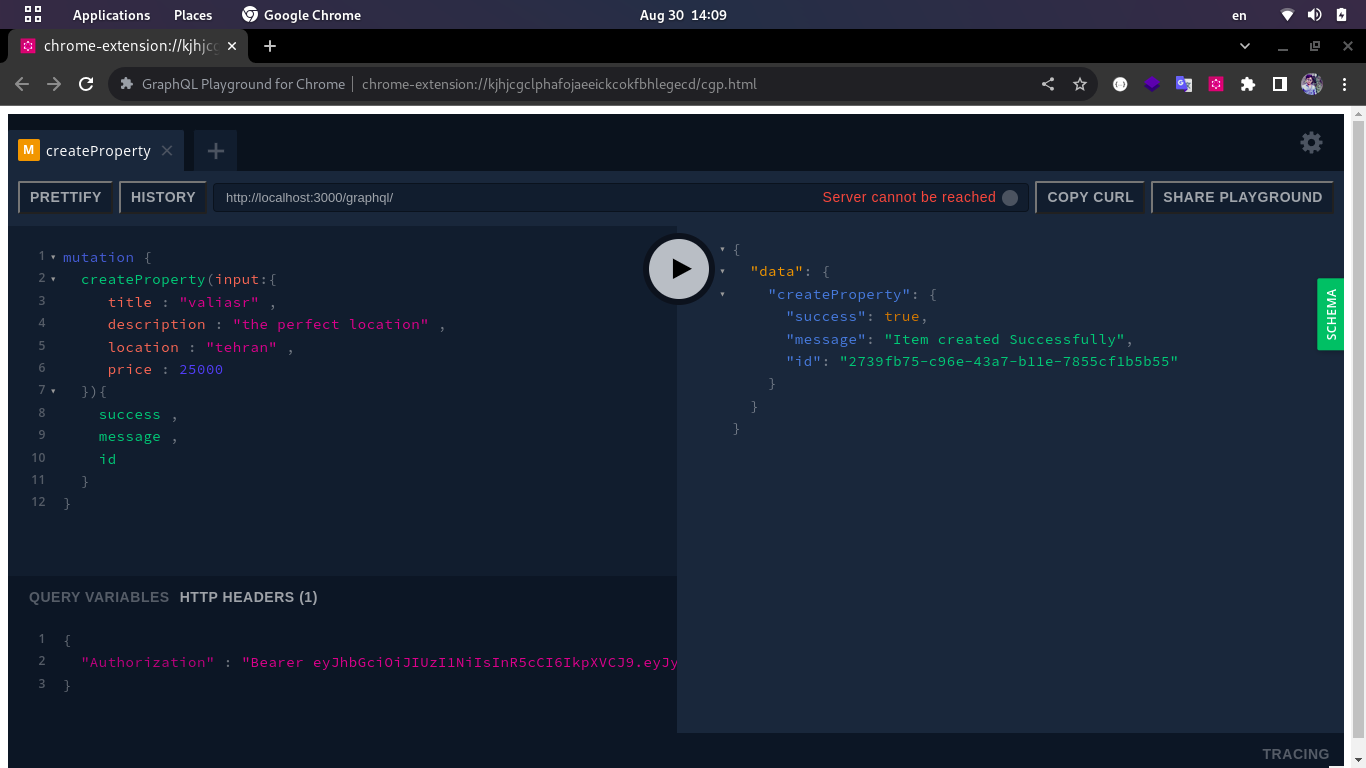 Applications Places Google Chrome Aug 30 14:09 en
chrome-extension://kjhjcg
GraphQL Playground for Chrome | chrome-extension://kjhjcgclphafojaeeickckokfbhlegecd/cgp.html
M createProperty
PRETTIFY HISTORY http://localhost:3000/graphql/ Server cannot be reached COPY CURL SHARE PLAYGROUND
1 mutation {
2 createProperty(input:{
3 title : "valiasr" ,
4 description : "the perfect location" ,
5 location : "tehran" ,
6 price : 25000
7 }){
8 success ,
9 message ,
10 id
11 }
12 }
{
"data": {
"createProperty": {
"success": true,
"message": "Item created Successfully",
"id": "2739fb75-c96e-43a7-b11e-7855cf1b5b55"
}
}
}
SCHEMA
QUERY VARIABLES HTTP HEADERS (1)
1 {
2 "Authorization" : "Bearer eyJhbGciOiJIUzI1NiIsInR5cCI6IkpXVCJ9.eyJy
3 }
TRACING